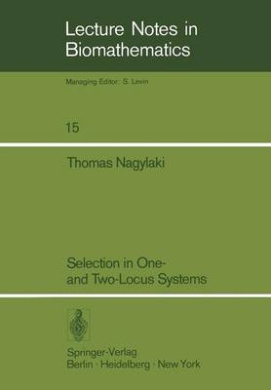 Lecture Notes in
Biomathematics
Managing Editor: S. Levin
15
Thomas Nagylaki
Selection in One-
and Two-Locus Systems
Springer-Verlag
Berlin · Heidelberg · New York